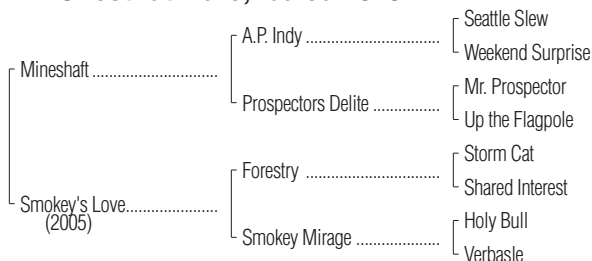 Seattle Slew
A.P. Indy ................................
Weekend Surprise
Mineshaft ..............................
Mr. Prospector
Prospectors Delite ................
Up the Flagpole
Storm Cat
Forestry ................................
Shared Interest
Smokey's Love......................
(2005)
Holy Bull
Smokey Mirage ....................
Verbasle